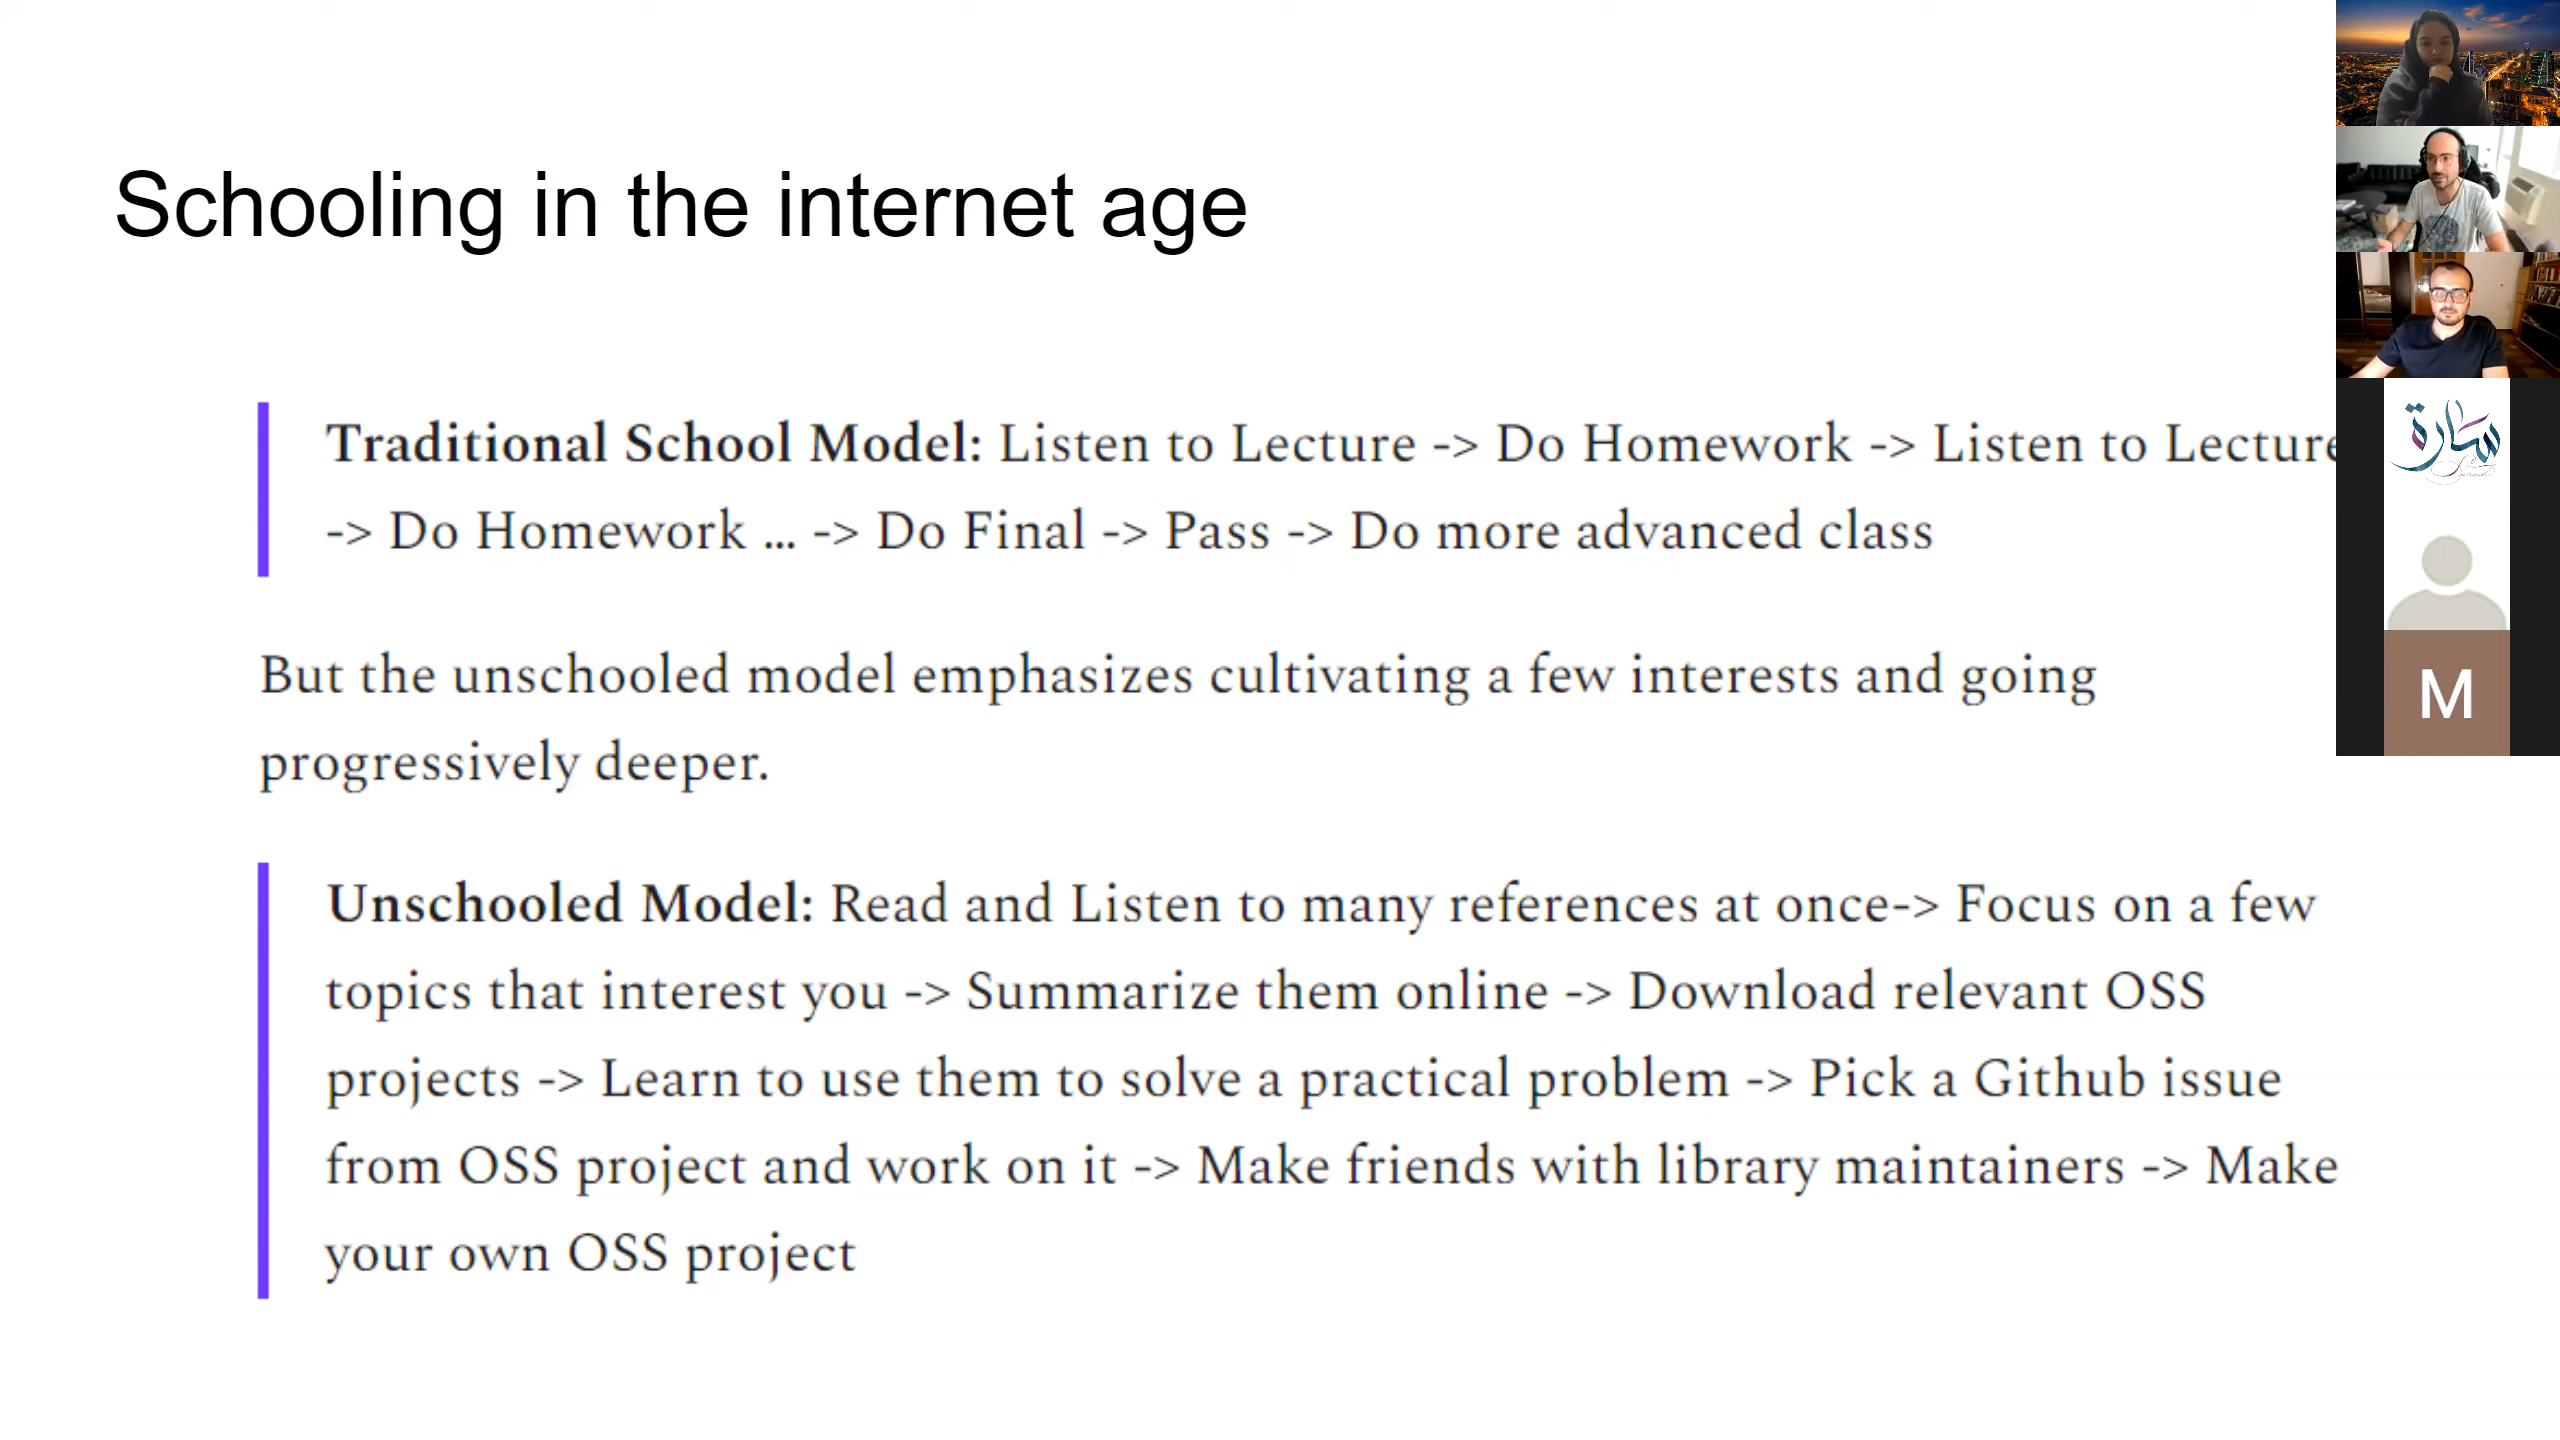 Schooling in the internet age
Traditional School Model: Listen to Lecture -> Do Homework -> Listen to Lecture
-> Do Homework ... -> Do Final -> Pass -> Do more advanced class
But the unschooled model emphasizes cultivating a few interests and going
progressively deeper.
Unschooled Model: Read and Listen to many references at once-> Focus on a few
topics that interest you -> Summarize them online -> Download relevant OSS
projects -> Learn to use them to solve a practical problem -> Pick a Github issue
from OSS project and work on it -> Make friends with library maintainers -> Make
your own OSS project
سارة
M